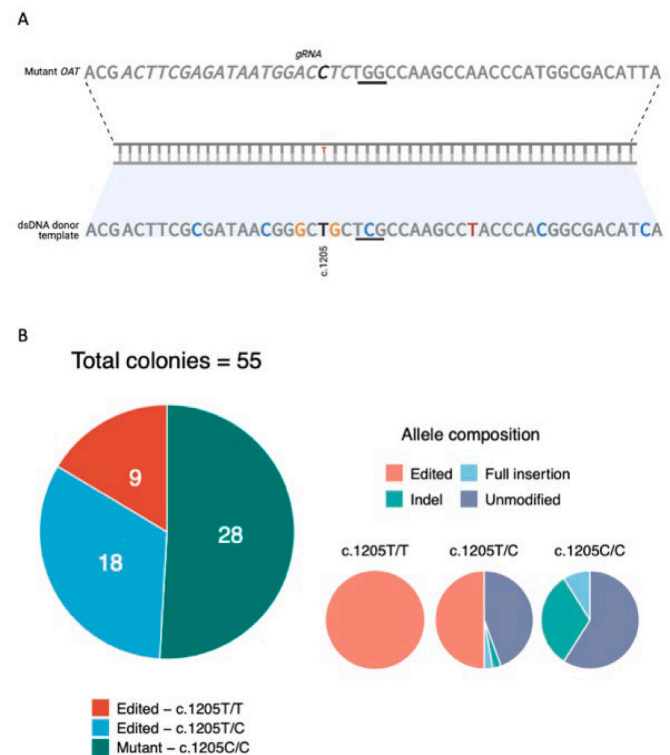 A
gRNA
Mutant OAT ACGACTTCGAGATAATGGACCTCTGGCCAAGCCAACCCATGGCGACATTA
T
dsDNA donor
template
ACGACTTCGCGATAACGGGCTGCTCGCCAAGCCTACCCACGGCGACATCA
c.1205
B
Total colonies = 55
9
18
28
Edited – c.1205T/T
Edited – c.1205T/C
Mutant – c.1205C/C
Allele composition
Edited Full insertion
Indel Unmodified
c.1205T/T c.1205T/C c.1205C/C